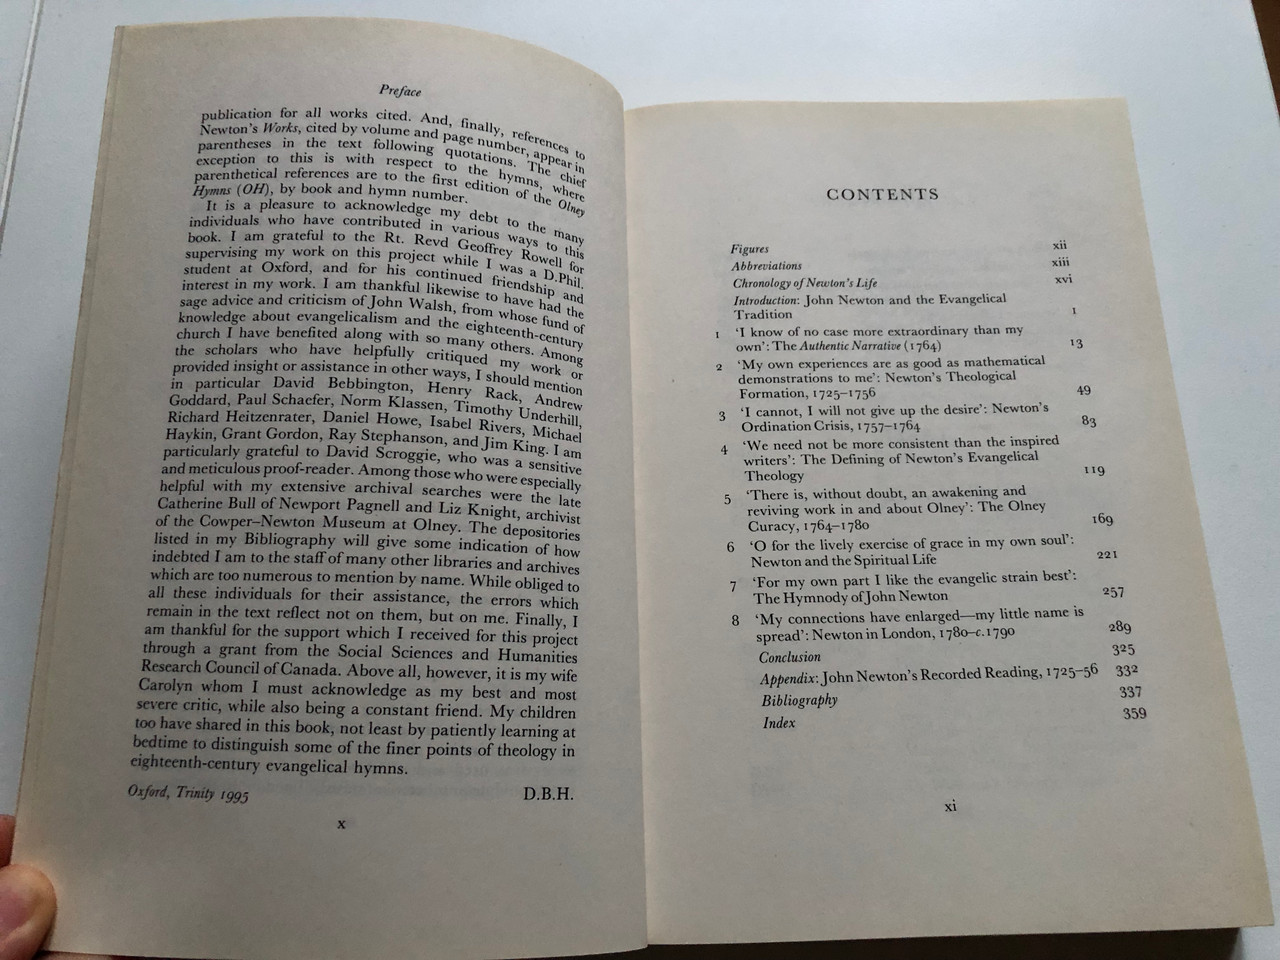 Preface
publication for all works cited. And, finally, references to
Newton's Works, cited by volume and page number, appear in
parentheses in the text following quotations. The chief
exception to this is with respect to the hymns, where
parenthetical references are to the first edition of the Olney
Hymns (OH), by book and hymn number.
It is a pleasure to acknowledge my debt to the many
individuals who have contributed in various ways to this
book. I am grateful to the Rt. Revd Geoffrey Rowell for
supervising my work on this project while I was a D.Phil.
student at Oxford, and for his continued friendship and
interest in my work. I am thankful likewise to have had the
sage advice and criticism of John Walsh, from whose fund of
knowledge about evangelicalism and the eighteenth-century
church I have benefited along with so many others. Among
the scholars who have helpfully critiqued my work or
provided insight or assistance in other ways, I should mention
in particular David Bebbington, Henry Rack, Andrew
Goddard, Paul Schaefer, Norm Klassen, Timothy Underhill,
Richard Heitzenrater, Daniel Howe, Isabel Rivers, Michael
Haykin, Grant Gordon, Ray Stephanson, and Jim King. I am
particularly grateful to David Scroggie, who was a sensitive
and meticulous proof-reader. Among those who were especially
helpful with my extensive archival searches were the late
Catherine Bull of Newport Pagnell and Liz Knight, archivist
of the Cowper–Newton Museum at Olney. The depositories
listed in my Bibliography will give some indication of how
indebted I am to the staff of many other libraries and archives
which are too numerous to mention by name. While obliged to
all these individuals for their assistance, the errors which
remain in the text reflect not on them, but on me. Finally, I
am thankful for the support which I received for this project
through a grant from the Social Sciences and Humanities
Research Council of Canada. Above all, however, it is my wife
Carolyn whom I must acknowledge as my best and most
severe critic, while also being a constant friend. My children
too have shared in this book, not least by patiently learning at
bedtime to distinguish some of the finer points of theology in
eighteenth-century evangelical hymns.
Oxford, Trinity 1995 D.B.H.
x
CONTENTS
Figures xii
Abbreviations xiii
Chronology of Newton's Life xvi
Introduction: John Newton and the Evangelical
Tradition 1
1 'I know of no case more extraordinary than my
own': The Authentic Narrative (1764) 13
2 'My own experiences are as good as mathematical
demonstrations to me': Newton's Theological
Formation, 1725–1756 49
3 'I cannot, I will not give up the desire': Newton's
Ordination Crisis, 1757–1764 83
4 'We need not be more consistent than the inspired
writers': The Defining of Newton's Evangelical
Theology 119
5 'There is, without doubt, an awakening and
reviving work in and about Olney': The Olney
Curacy, 1764–1780 169
6 'O for the lively exercise of grace in my own soul':
Newton and the Spiritual Life 221
7 'For my own part I like the evangelic strain best':
The Hymnody of John Newton 257
8 'My connections have enlarged—my little name is
spread': Newton in London, 1780–c.1790 289
Conclusion 325
Appendix: John Newton's Recorded Reading, 1725–56 332
Bibliography 337
Index 359
xi